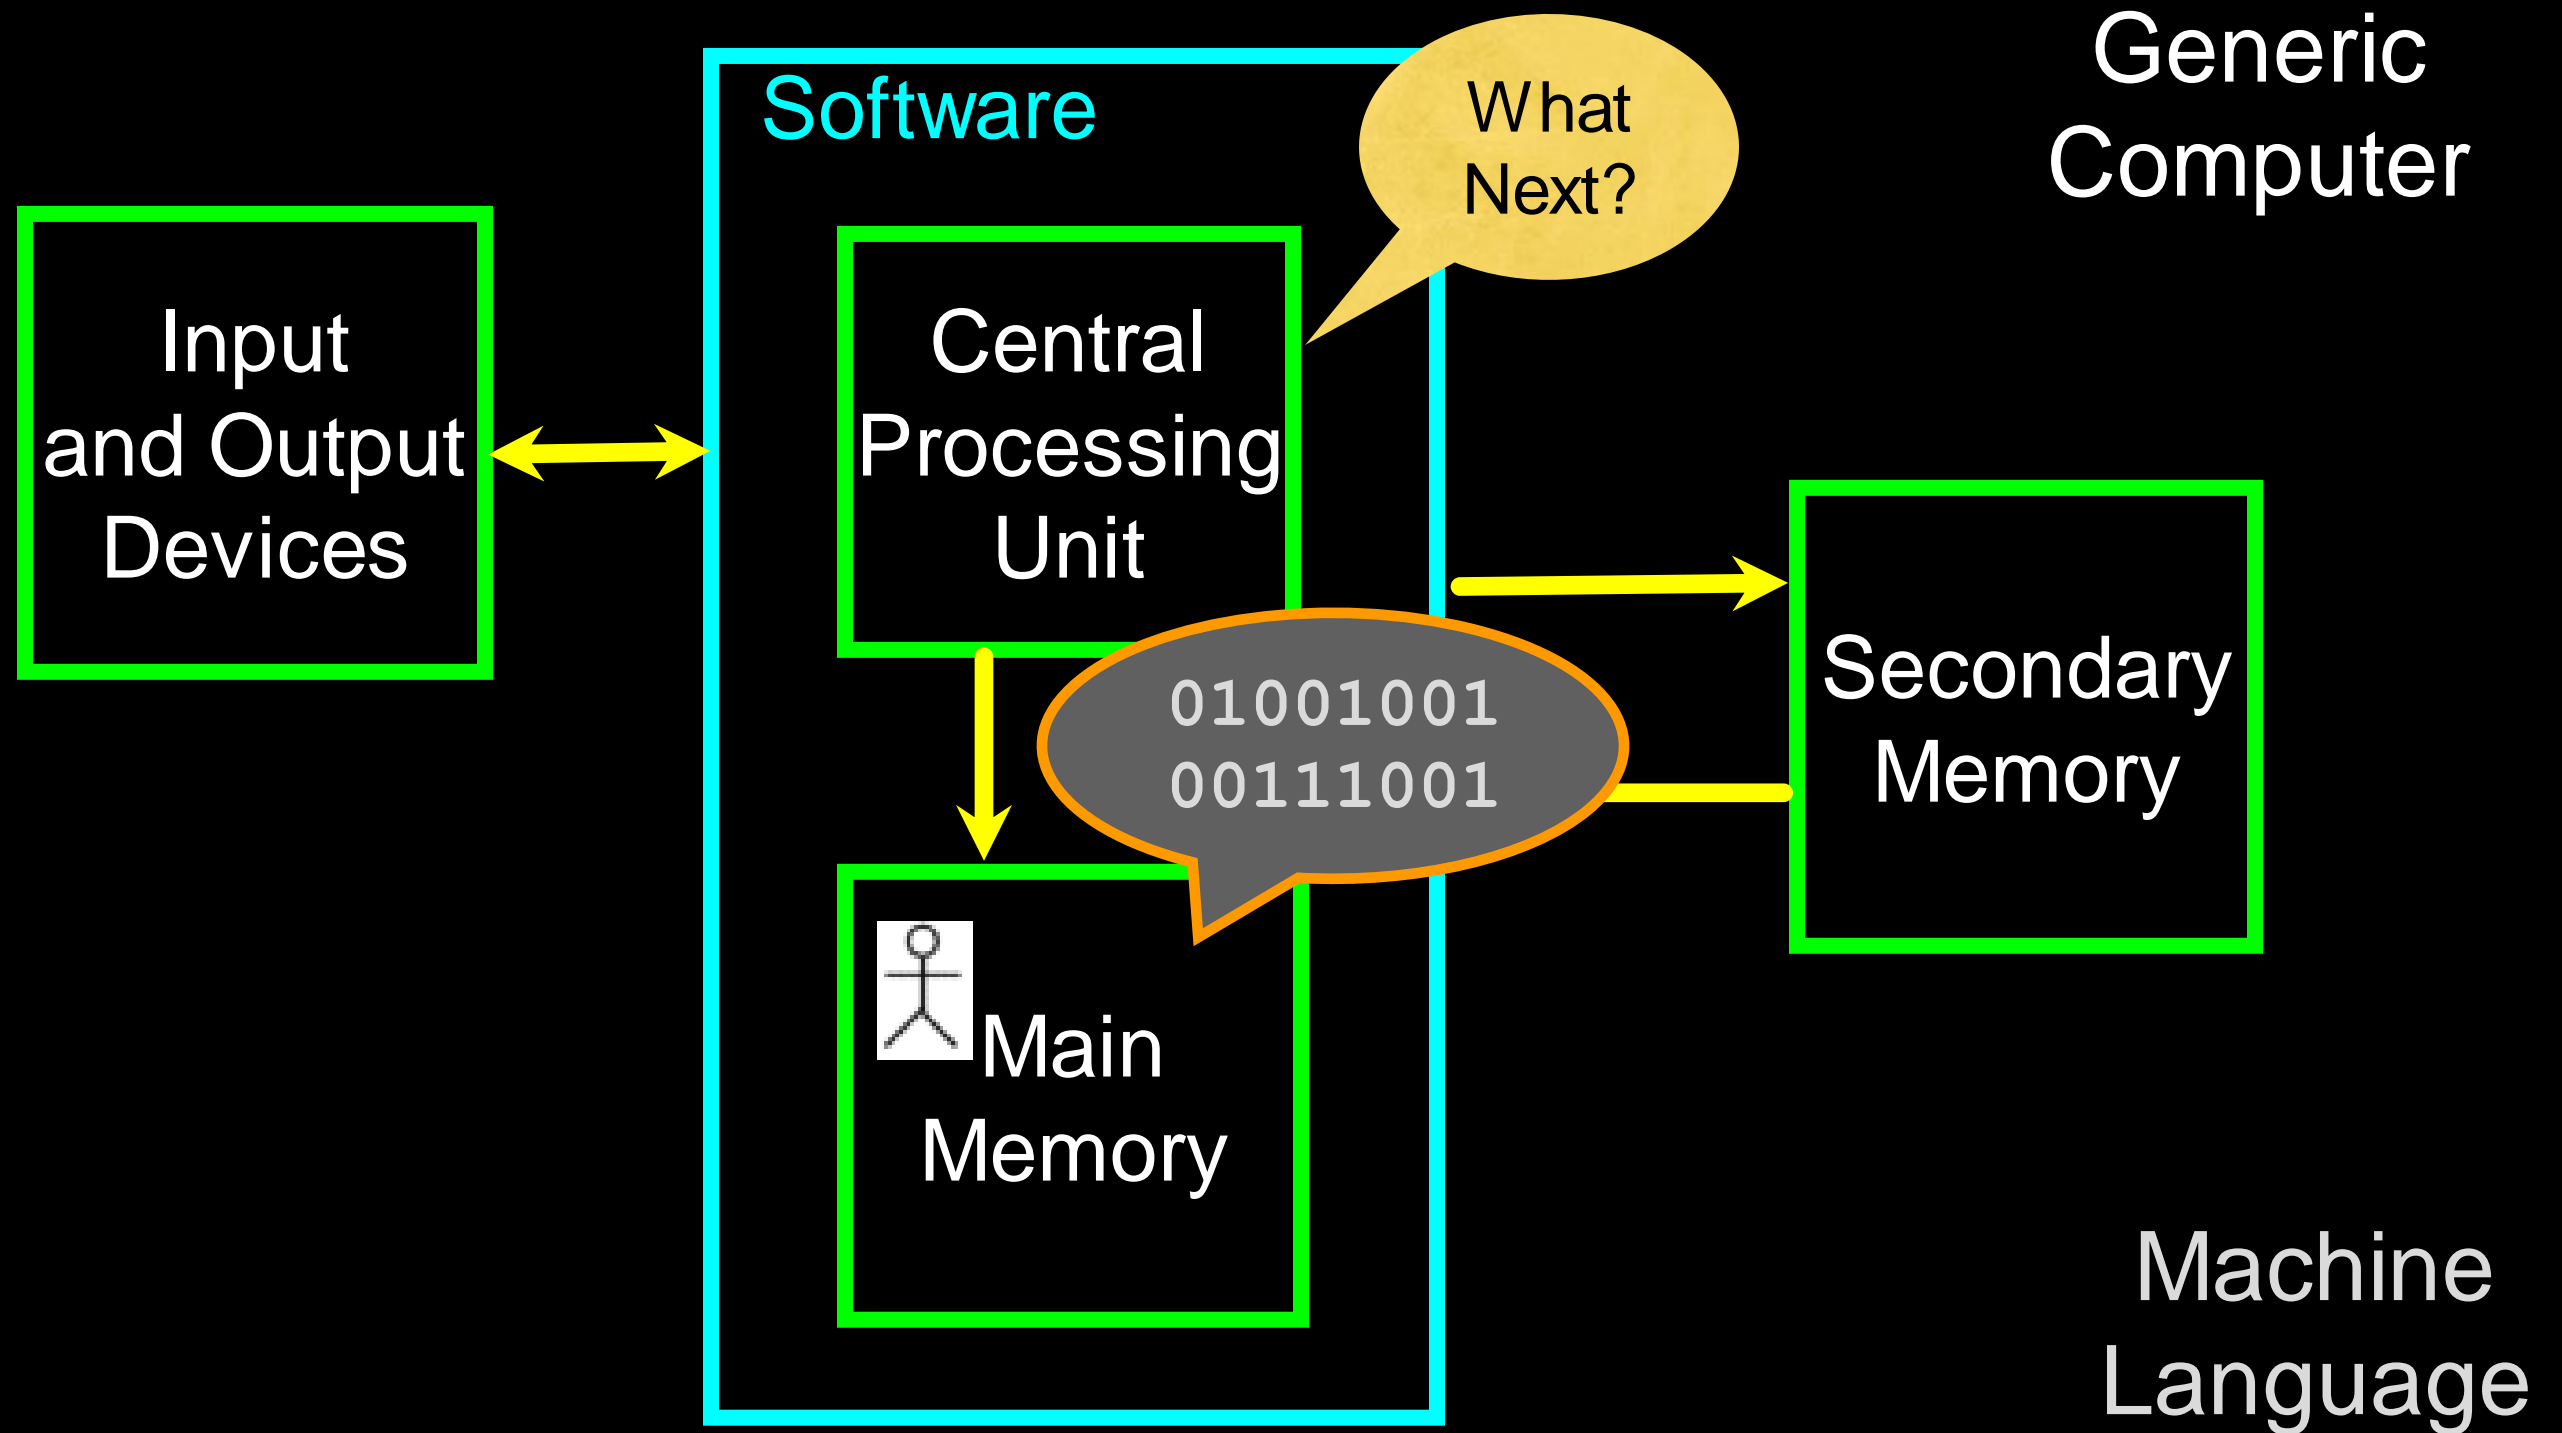 Generic
Computer
Software
What
Next?
Input
and Output
Devices
Central
Processing
Unit
01001001
00111001
Secondary
Memory
Main
Memory
Machine
Language